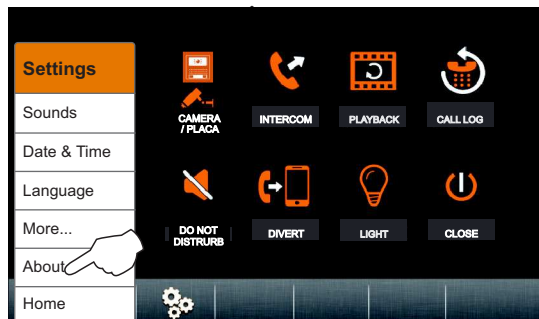 Settings
Sounds
Date & Time
Language
More...
About
Home
CAMERA
/ PLACA
INTERCOM
PLAYBACK
CALL LOG
DO NOT
DISTRURB
DIVERT
LIGHT
CLOSE